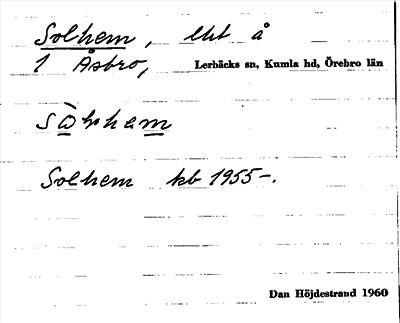 Solhem, lht å
1 Åsbro, Lerbäcks sn, Kumla hd, Örebro län
Solhem kb 1955-.
Dan Höjdestrand 1960